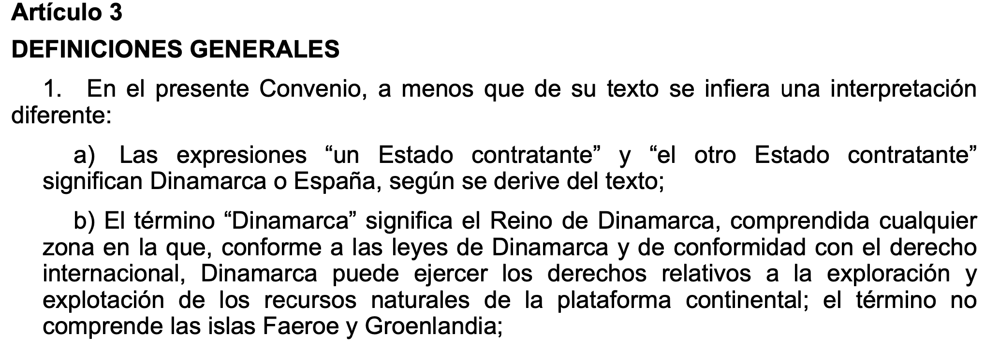 Artículo 3
DEFINICIONES GENERALES
1. En el presente Convenio, a menos que de su texto se infiera una interpretación
diferente:
a) Las expresiones “un Estado contratante” y “el otro Estado contratante”
significan Dinamarca o España, según se derive del texto;
b) El término “Dinamarca” significa el Reino de Dinamarca, comprendida cualquier
zona en la que, conforme a las leyes de Dinamarca y de conformidad con el derecho
internacional, Dinamarca puede ejercer los derechos relativos a la exploración y
explotación de los recursos naturales de la plataforma continental; el término no
comprende las islas Faeroe y Groenlandia;